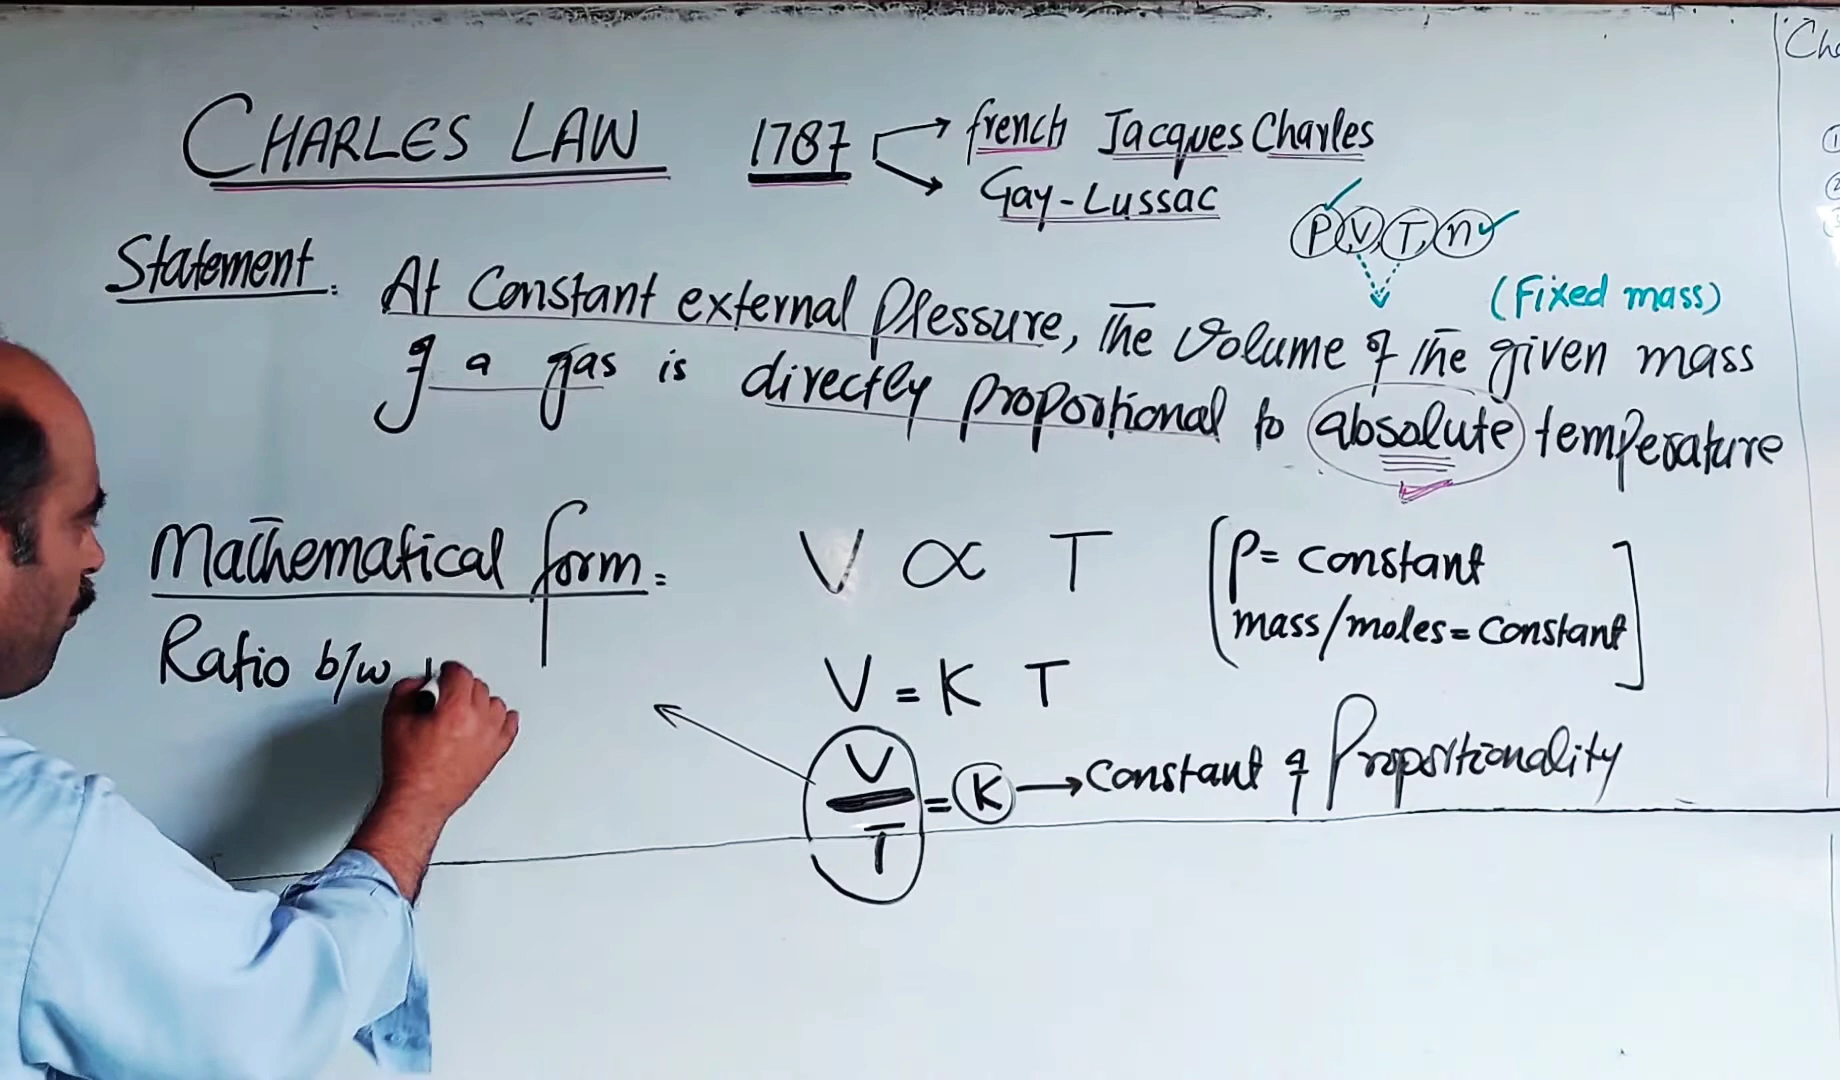 CHARLES LAW 1787 french Jacques Charles
Gay-Lussac
P V T n
Statement: At Constant external Pressure, The Volume of The given mass
(Fixed mass)
of a gas is directly proportional to absolute temperature
Mathematical form: V ∝ T [P= constant
mass/moles=constant]
Ratio b/w
V = K T
V/T = K → Constant of Proportionality